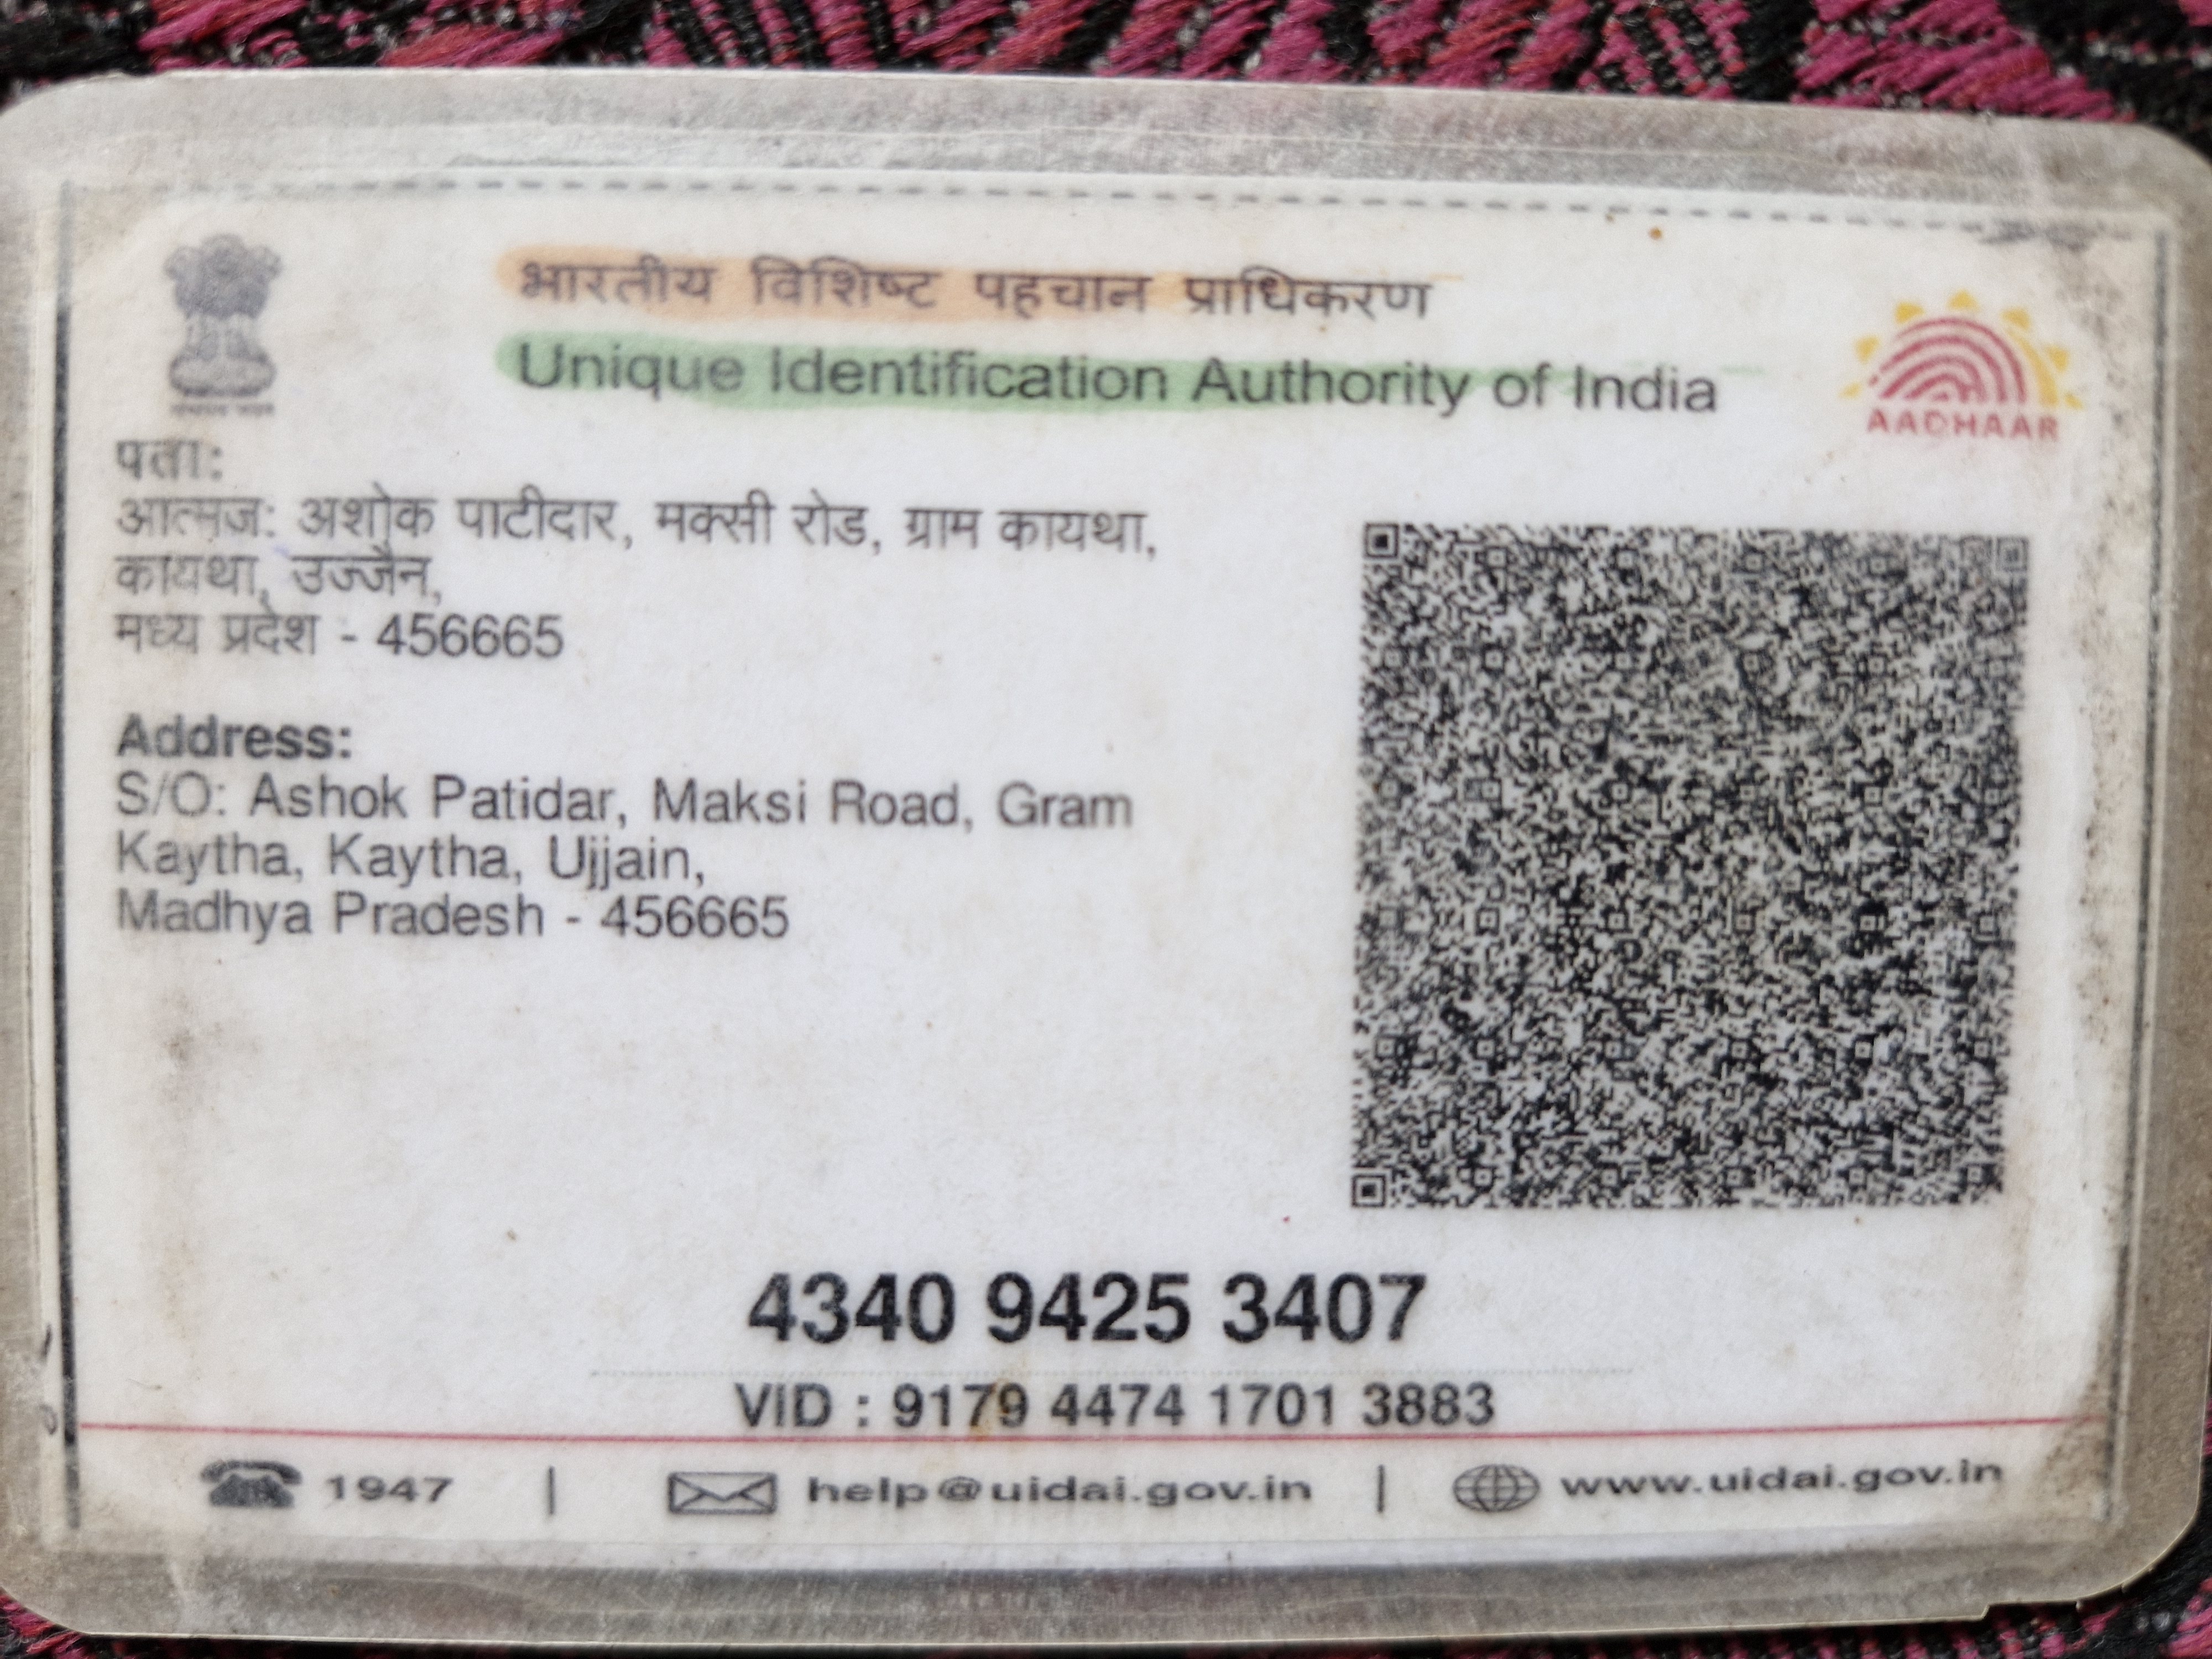 भारतीय विशिष्ट पहचान प्राधिकरण
Unique Identification Authority of India
AADHAAR
पता:
आत्मज: अशोक पाटीदार, मक्सी रोड, ग्राम कायथा,
कायथा, उज्जैन,
मध्य प्रदेश - 456665
Address:
S/O: Ashok Patidar, Maksi Road, Gram
Kaytha, Kaytha, Ujjain,
Madhya Pradesh - 456665
4340 9425 3407
VID : 9179 4474 1701 3883
1947 | help@uidai.gov.in | www.uidai.gov.in